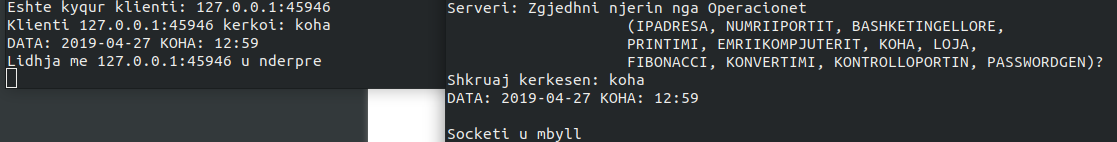 Eshte kyqur klienti: 127.0.0.1:45946
Klienti 127.0.0.1:45946 kerkoi: koha
DATA: 2019-04-27 KOHA: 12:59
Lidhja me 127.0.0.1:45946 u nderpre
Serveri: Zgjedhni njerin nga Operacionet
(IPADRESA, NUMRIIPORTIT, BASHKETINGELLORE,
PRINTIMI, EMRIIKOMPJUTERIT, KOHA, LOJA,
FIBONACCI, KONVERTIMI, KONTROLLOPORTIN, PASSWORDGEN)?
Shkruaj kerkesen: koha
DATA: 2019-04-27 KOHA: 12:59
Socketi u mbyll